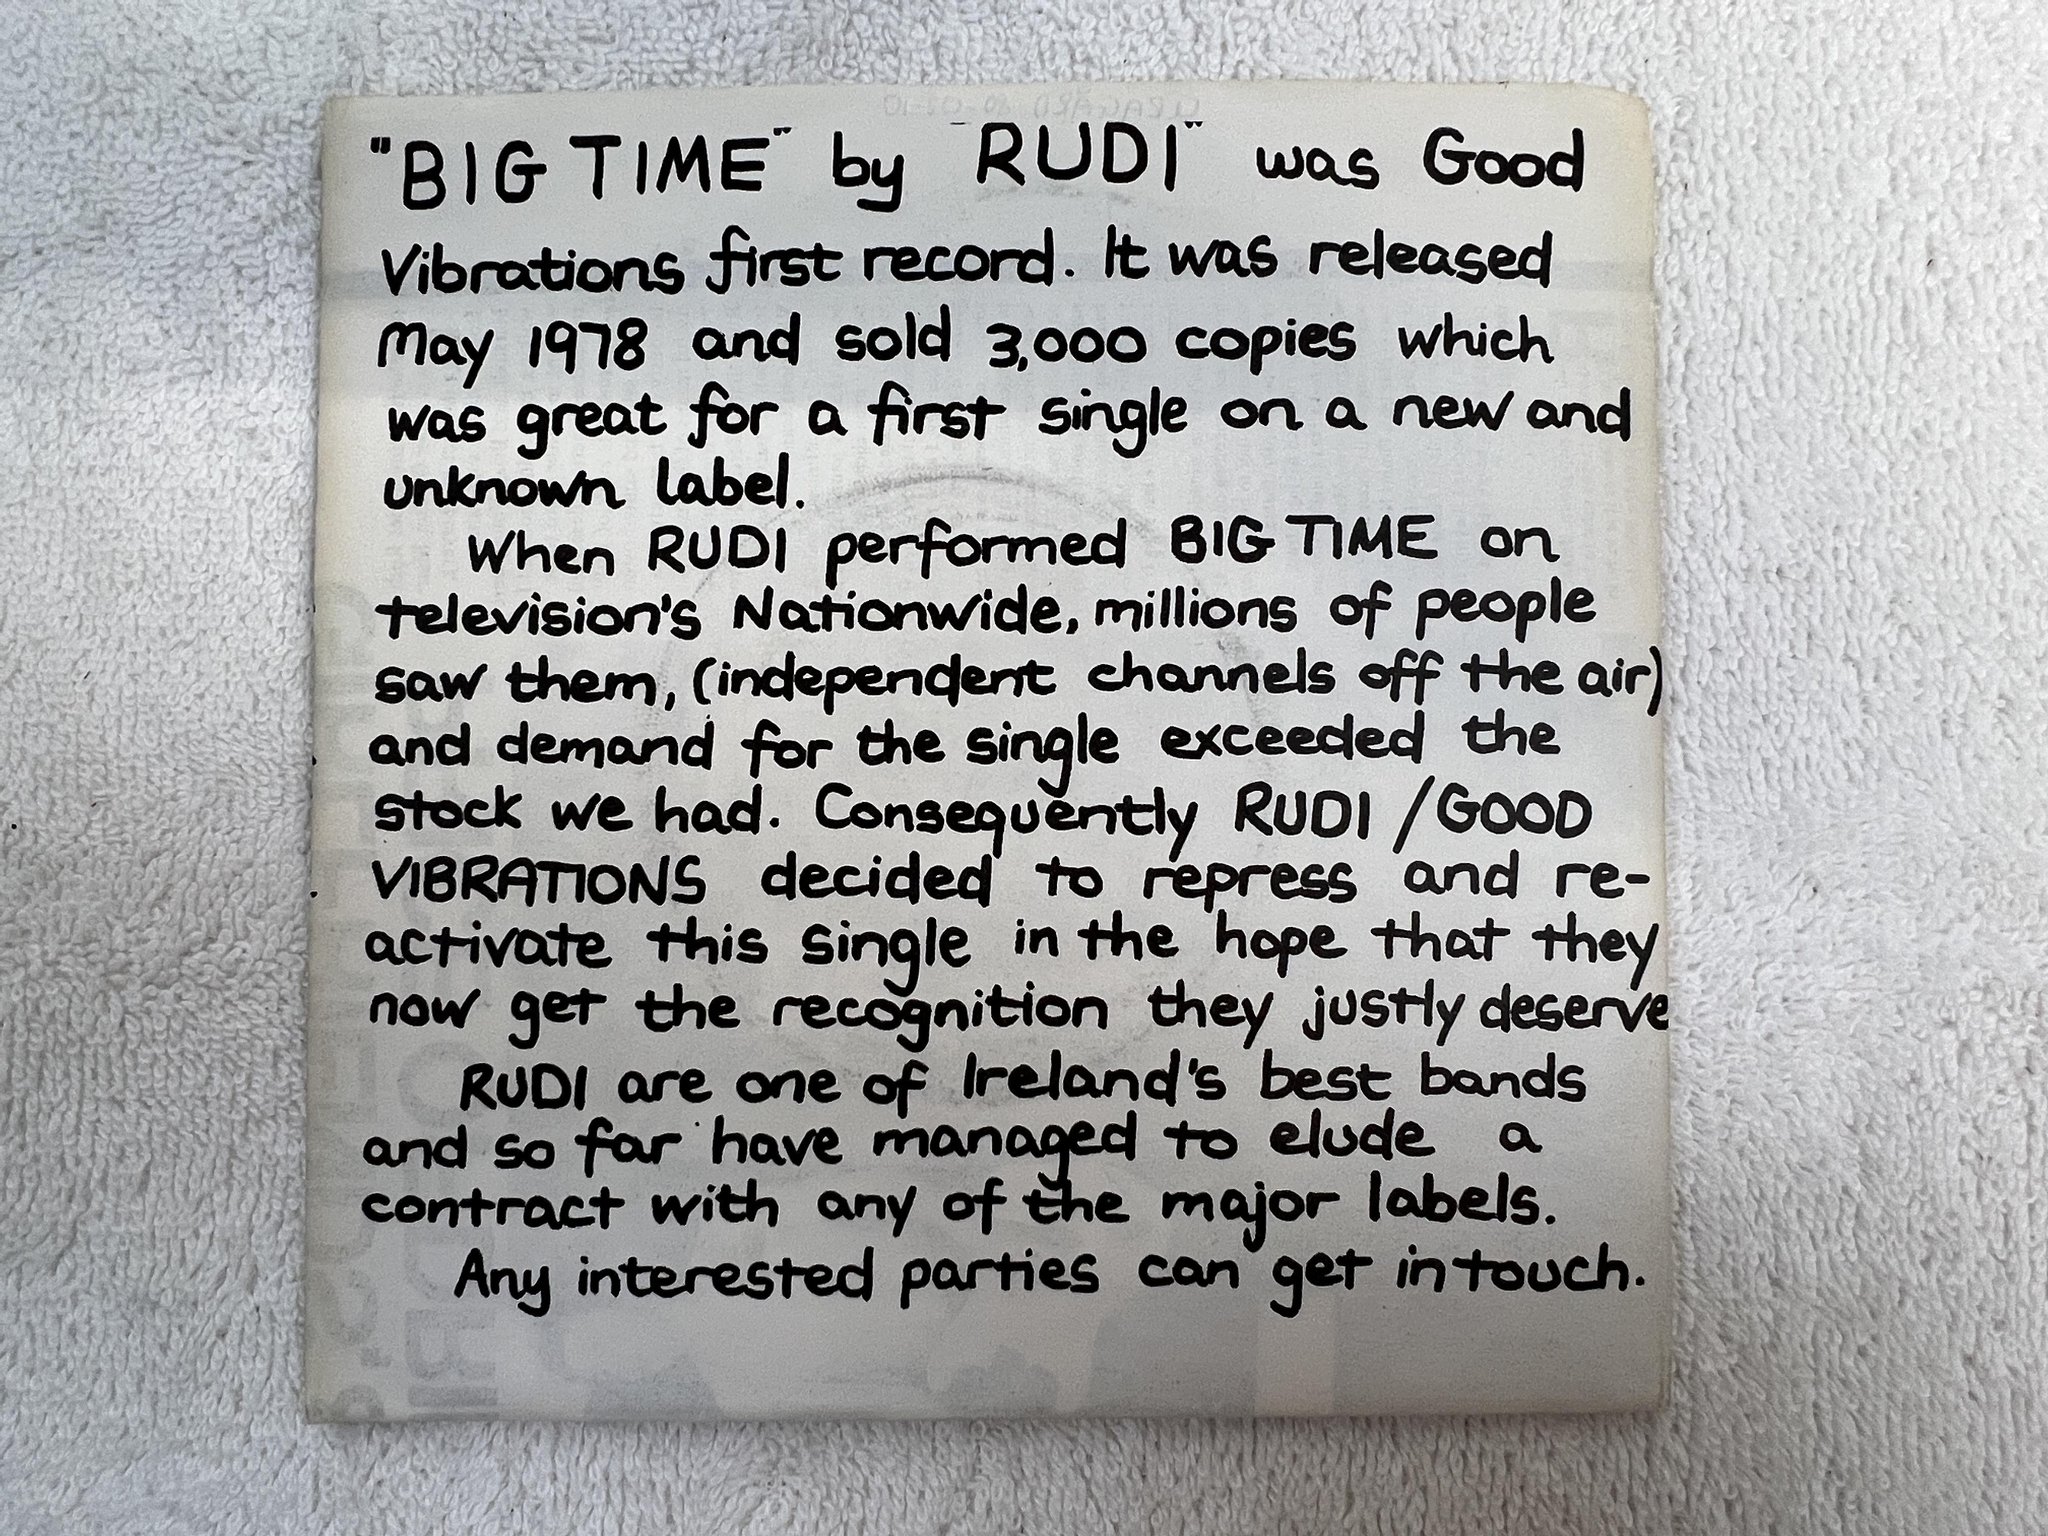 "BIG TIME" by "RUDI" was Good
Vibrations first record. It was released
May 1978 and sold 3,000 copies which
was great for a first single on a new and
unknown label.
When RUDI performed BIG TIME on
television's Nationwide, millions of people
saw them, (independent channels off the air)
and demand for the single exceeded the
stock we had. Consequently RUDI / GOOD
VIBRATIONS decided to repress and re-
activate this single in the hope that they
now get the recognition they justly deserve
RUDI are one of Ireland's best bands
and so far have managed to elude a
contract with any of the major labels.
Any interested parties can get in touch.